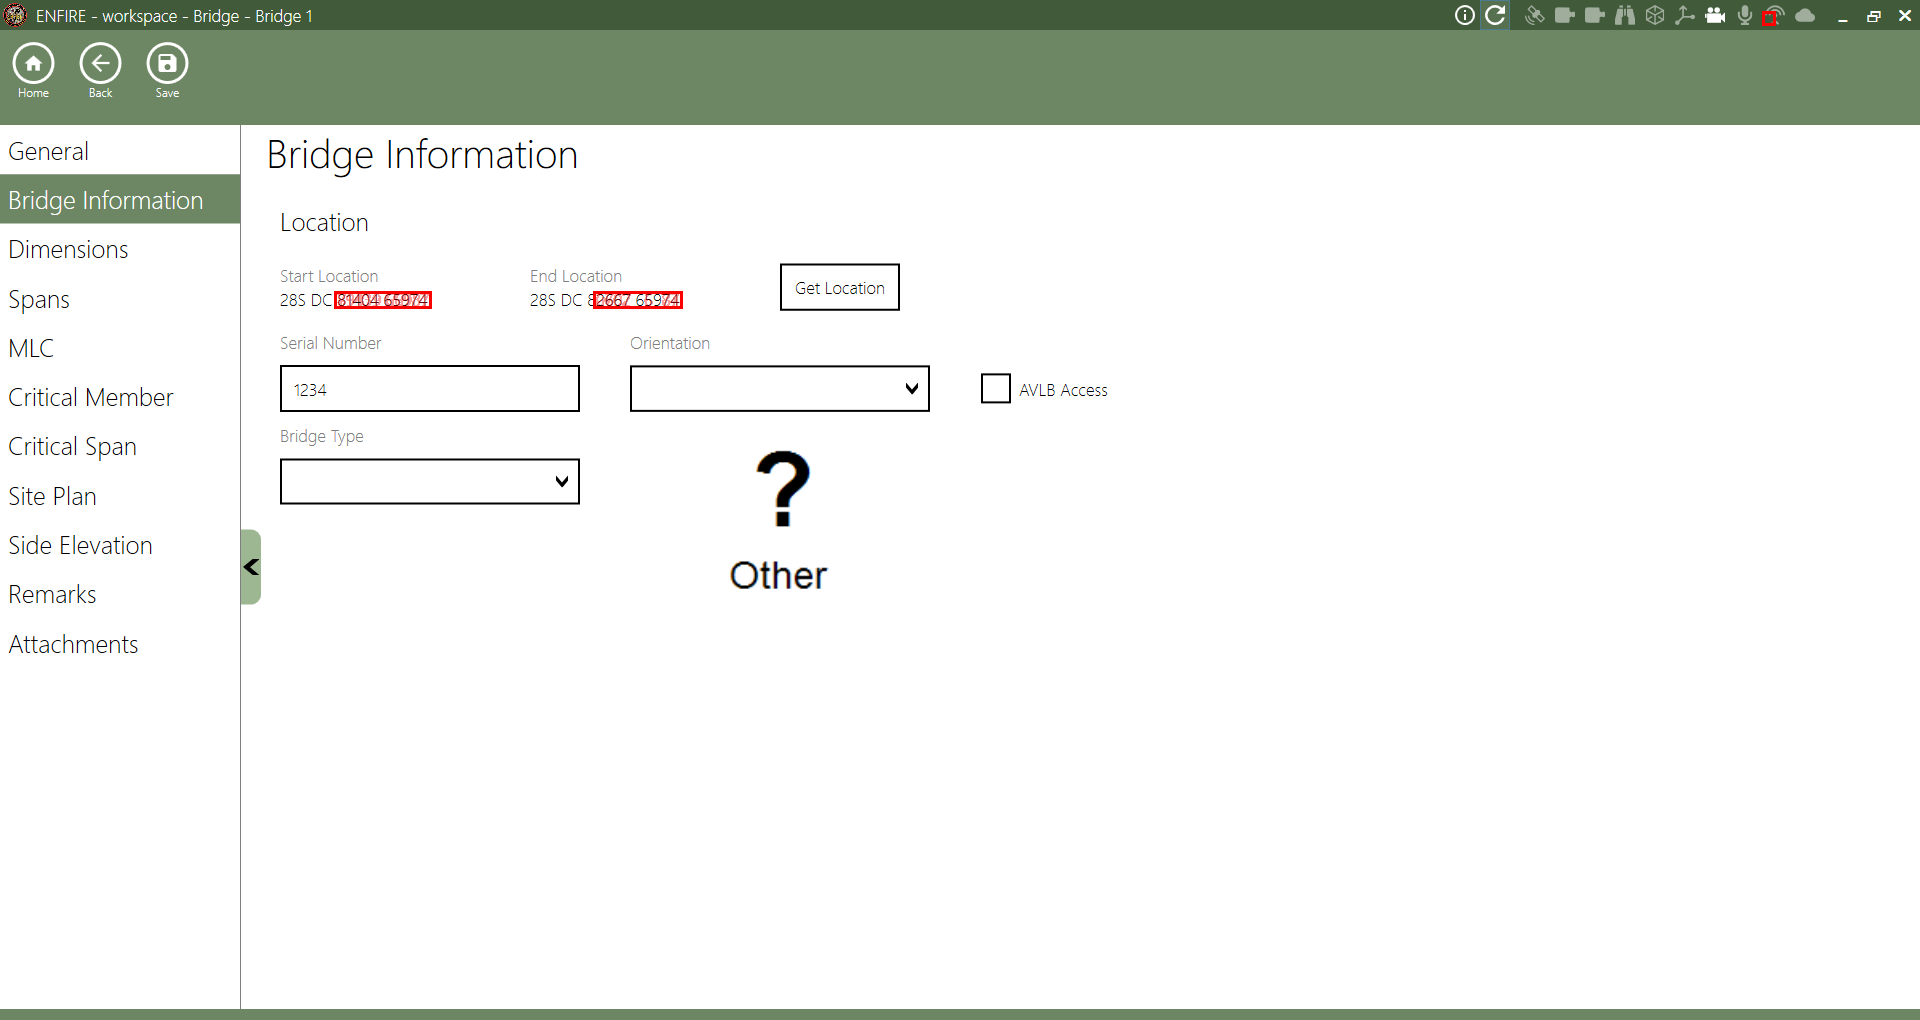 ENFIRE - workspace - Bridge - Bridge 1
Home
Back
Save
General
Bridge Information
Dimensions
Spans
MLC
Critical Member
Critical Span
Site Plan
Side Elevation
Remarks
Attachments
Bridge Information
Location
Start Location
End Location
28S DC 81404 65974
28S DC 82667 65974
Get Location
Serial Number
Orientation
1234
AVLB Access
Bridge Type
?
Other